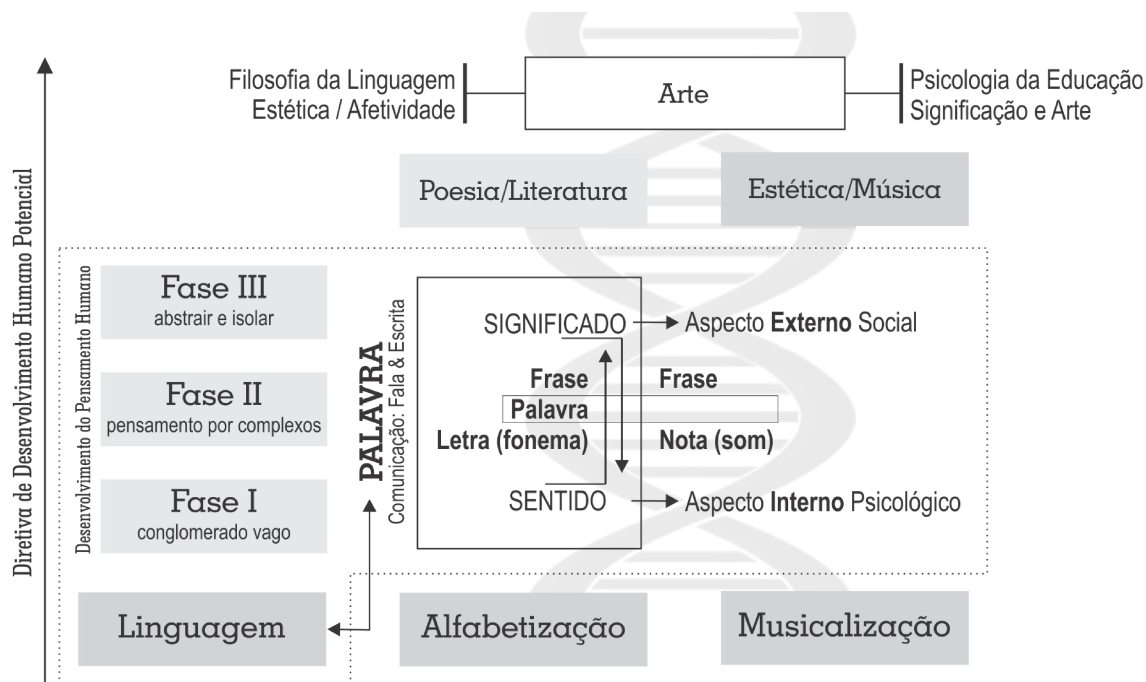 Filosofia da Linguagem
Estética / Afetividade
Arte
Psicologia da Educação
Significação e Arte
Poesia/Literatura
Estética/Música
Diretiva de Desenvolvimento Humano Potencial
Desenvolvimento do Pensamento Humano
Fase III
abstrair e isolar
Fase II
pensamento por complexos
Fase I
conglomerado vago
PALAVRA
Comunicação: Fala & Escrita
SIGNIFICADO
Aspecto Externo Social
Frase
Frase
Palavra
Letra (fonema)
Nota (som)
SENTIDO
Aspecto Interno Psicológico
Linguagem
Alfabetização
Musicalização